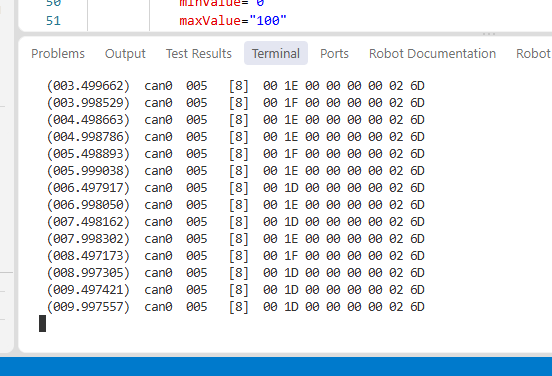 50 minValue="0
51 maxValue="100"
Problems Output Test Results Terminal Ports Robot Documentation Robot
(003.499662) can0 005 [8] 00 1E 00 00 00 00 02 6D
(003.998529) can0 005 [8] 00 1F 00 00 00 00 02 6D
(004.498663) can0 005 [8] 00 1E 00 00 00 00 02 6D
(004.998786) can0 005 [8] 00 1E 00 00 00 00 02 6D
(005.498893) can0 005 [8] 00 1F 00 00 00 00 02 6D
(005.999038) can0 005 [8] 00 1E 00 00 00 00 02 6D
(006.497917) can0 005 [8] 00 1D 00 00 00 00 02 6D
(006.998050) can0 005 [8] 00 1E 00 00 00 00 02 6D
(007.498162) can0 005 [8] 00 1D 00 00 00 00 02 6D
(007.998302) can0 005 [8] 00 1E 00 00 00 00 02 6D
(008.497173) can0 005 [8] 00 1F 00 00 00 00 02 6D
(008.997305) can0 005 [8] 00 1D 00 00 00 00 02 6D
(009.497421) can0 005 [8] 00 1D 00 00 00 00 02 6D
(009.997557) can0 005 [8] 00 1D 00 00 00 00 02 6D